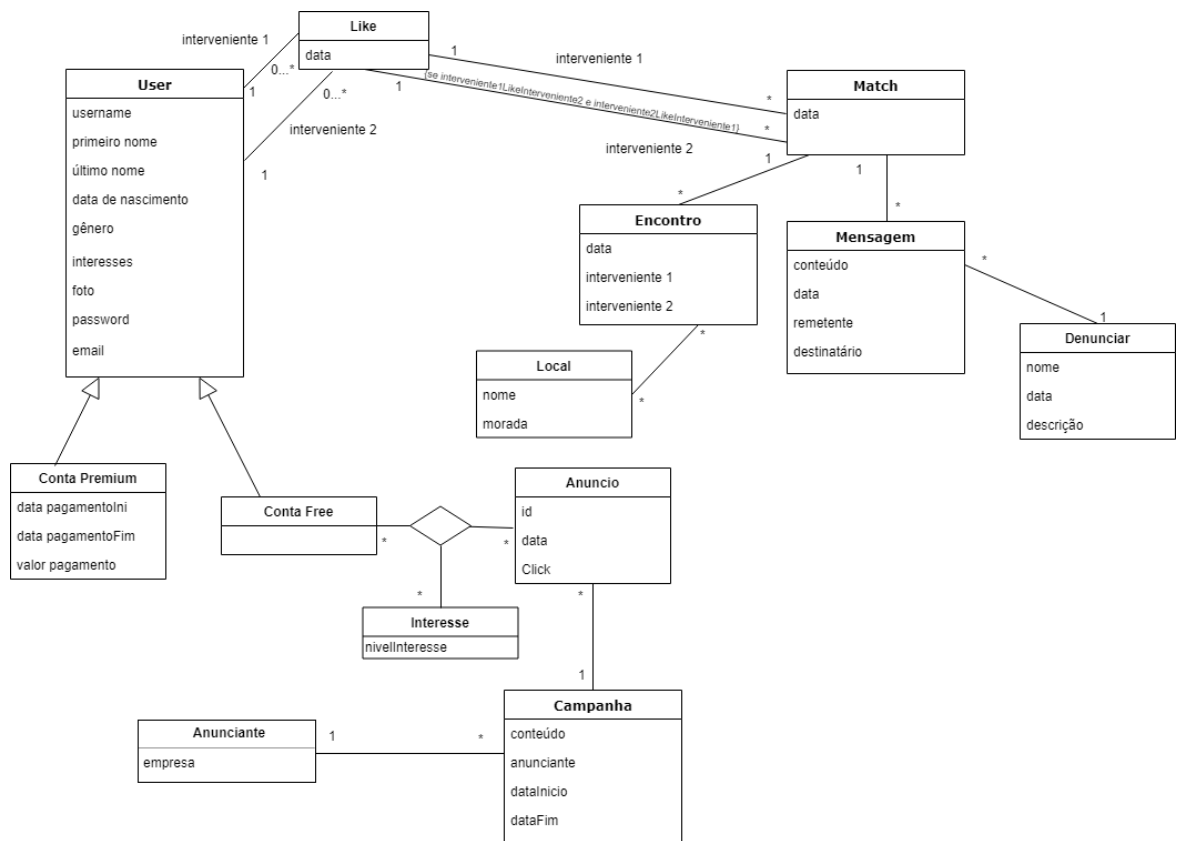 Like
data
interveniente 1
0...*
1
interveniente 2
0...*
1
User
username
primeiro nome
último nome
data de nascimento
gênero
interesses
foto
password
email
1
interveniente 1
*
1
{se interveniente1LikeInterveniente2 e interveniente2LikeInterveniente1}
*
interveniente 2
Match
data
1
*
1
*
Encontro
data
interveniente 1
interveniente 2
*
*
Mensagem
conteúdo
data
remetente
destinatário
*
1
Denunciar
nome
data
descrição
Local
nome
morada
Conta Premium
data pagamentoIni
data pagamentoFim
valor pagamento
Conta Free
*
*
*
Anuncio
id
data
Click
*
1
Interesse
nivelInteresse
Anunciante
empresa
1
*
Campanha
conteúdo
anunciante
dataInicio
dataFim